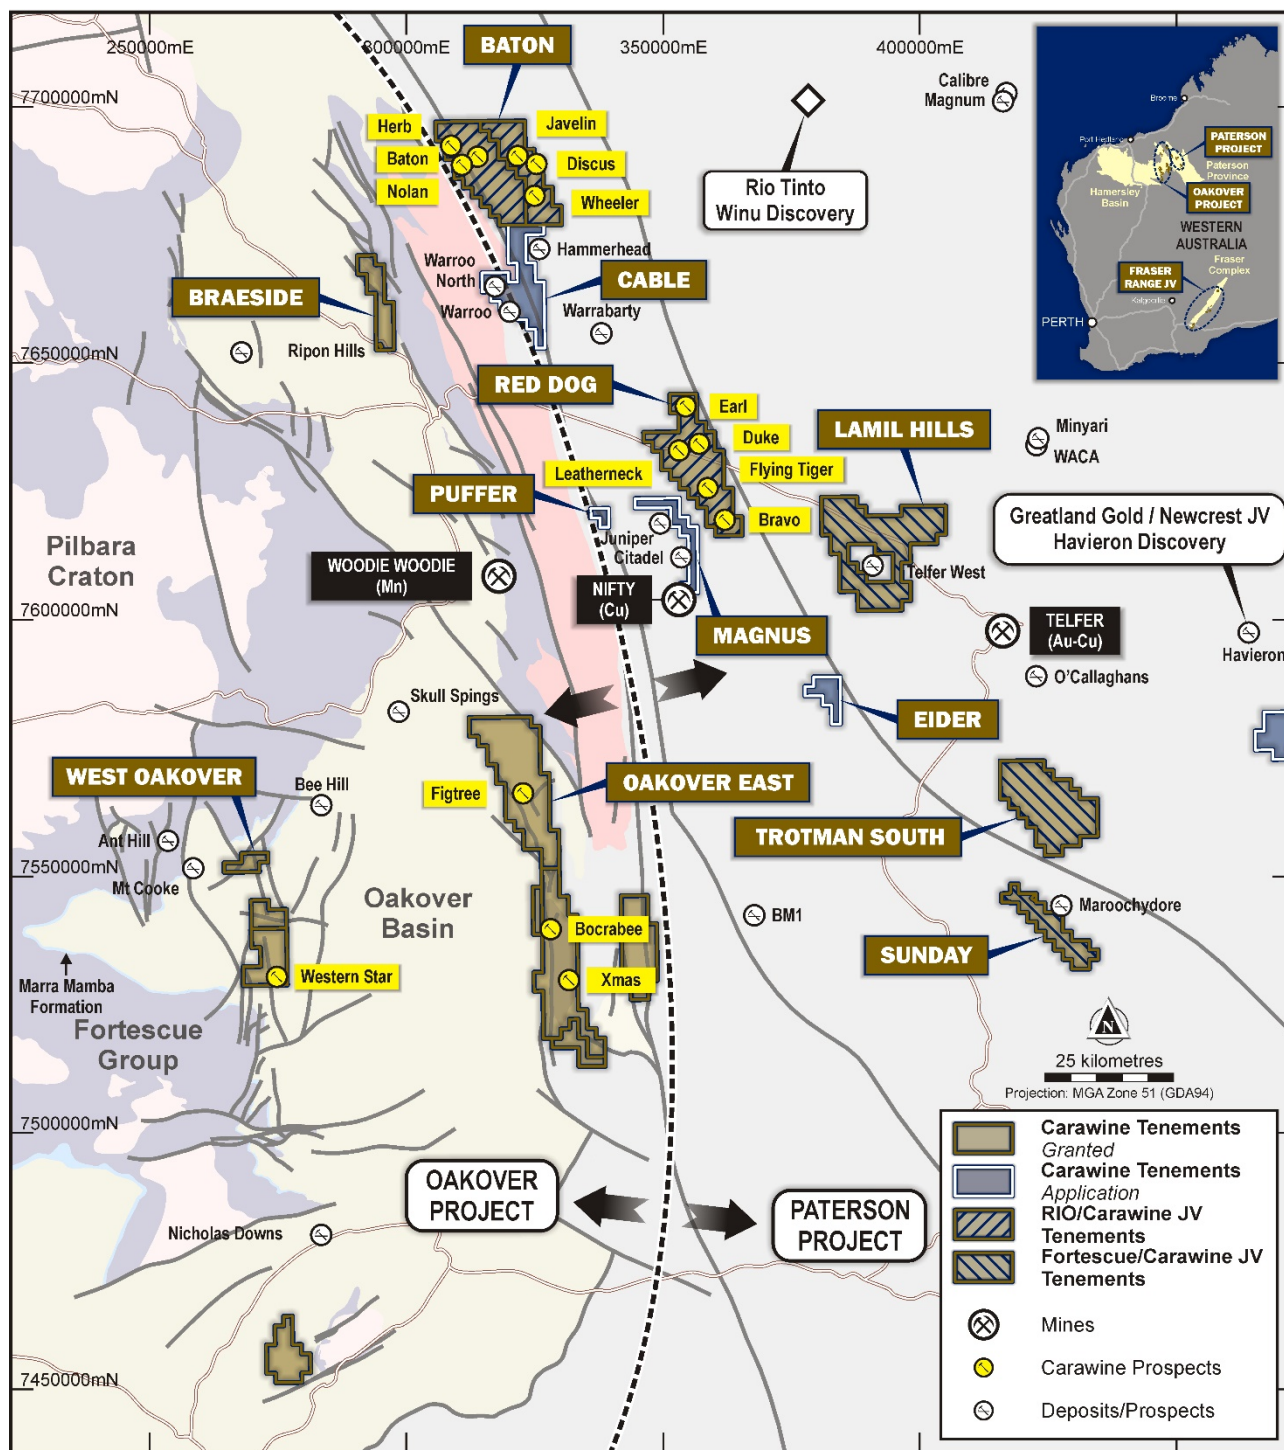 250000mE
300000mE
350000mE
400000mE
BATON
Calibre
Magnum
7700000mN
Herb
Javelin
Baton
Discus
Nolan
Wheeler
Rio Tinto
Winu Discovery
Hammerhead
Warroo
North
CABLE
BRAESIDE
Warroo
Warrabarty
Ripon Hills
7650000mN
RED DOG
Earl
Duke
LAMIL HILLS
Minyari
WACA
Leatherneck
Flying Tiger
PUFFER
Bravo
Greatland Gold / Newcrest JV
Havieron Discovery
Juniper
Citadel
Pilbara
Craton
WOODIE WOODIE
(Mn)
NIFTY
(Cu)
Telfer West
7600000mN
MAGNUS
TELFER
(Au-Cu)
Havieron
O'Callaghans
Skull Spings
EIDER
WEST OAKOVER
Bee Hill
Figtree
OAKOVER EAST
Ant Hill
TROTMAN SOUTH
Mt Cooke
7550000mN
Oakover
Basin
BM1
Maroochydore
Bocrabee
SUNDAY
Western Star
Xmas
Marra Mamba
Formation
Fortescue
Group
N
25 kilometres
Projection: MGA Zone 51 (GDA94)
7500000mN
OAKOVER
PROJECT
PATERSON
PROJECT
Nicholas Downs
7450000mN
Carawine Tenements
Granted
Carawine Tenements
Application
RIO/Carawine JV
Tenements
Fortescue/Carawine JV
Tenements
Mines
Carawine Prospects
Deposits/Prospects
Broome
Port Hedland
PATERSON
PROJECT
Paterson
Province
Hamersley
Basin
OAKOVER
PROJECT
WESTERN
AUSTRALIA
Fraser
Complex
FRASER
RANGE JV
Kalgoorlie
PERTH